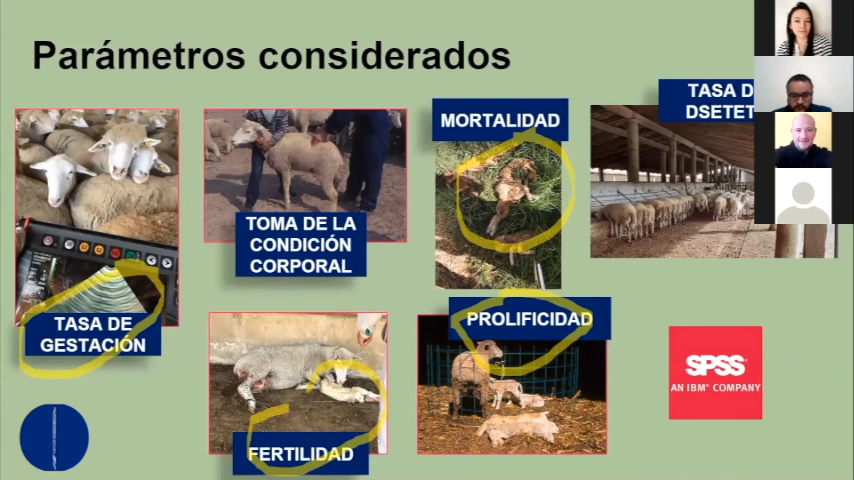 Parámetros considerados
MORTALIDAD
TASA D
DSETET
TOMA DE LA
CONDICIÓN
CORPORAL
TASA DE
GESTACIÓN
PROLIFICIDAD
FERTILIDAD
SPSS
AN IBM COMPANY